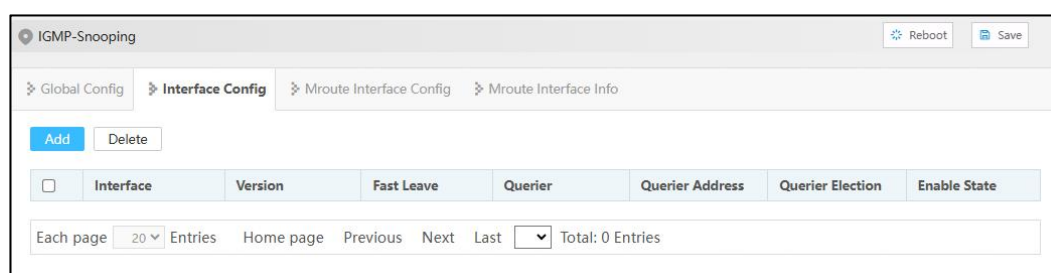 IGMP-Snooping Reboot Save
Global Config Interface Config Mroute Interface Config Mroute Interface Info
Add Delete
Interface Version Fast Leave Querier Querier Address Querier Election Enable State
Each page 20 Entries Home page Previous Next Last Total: 0 Entries